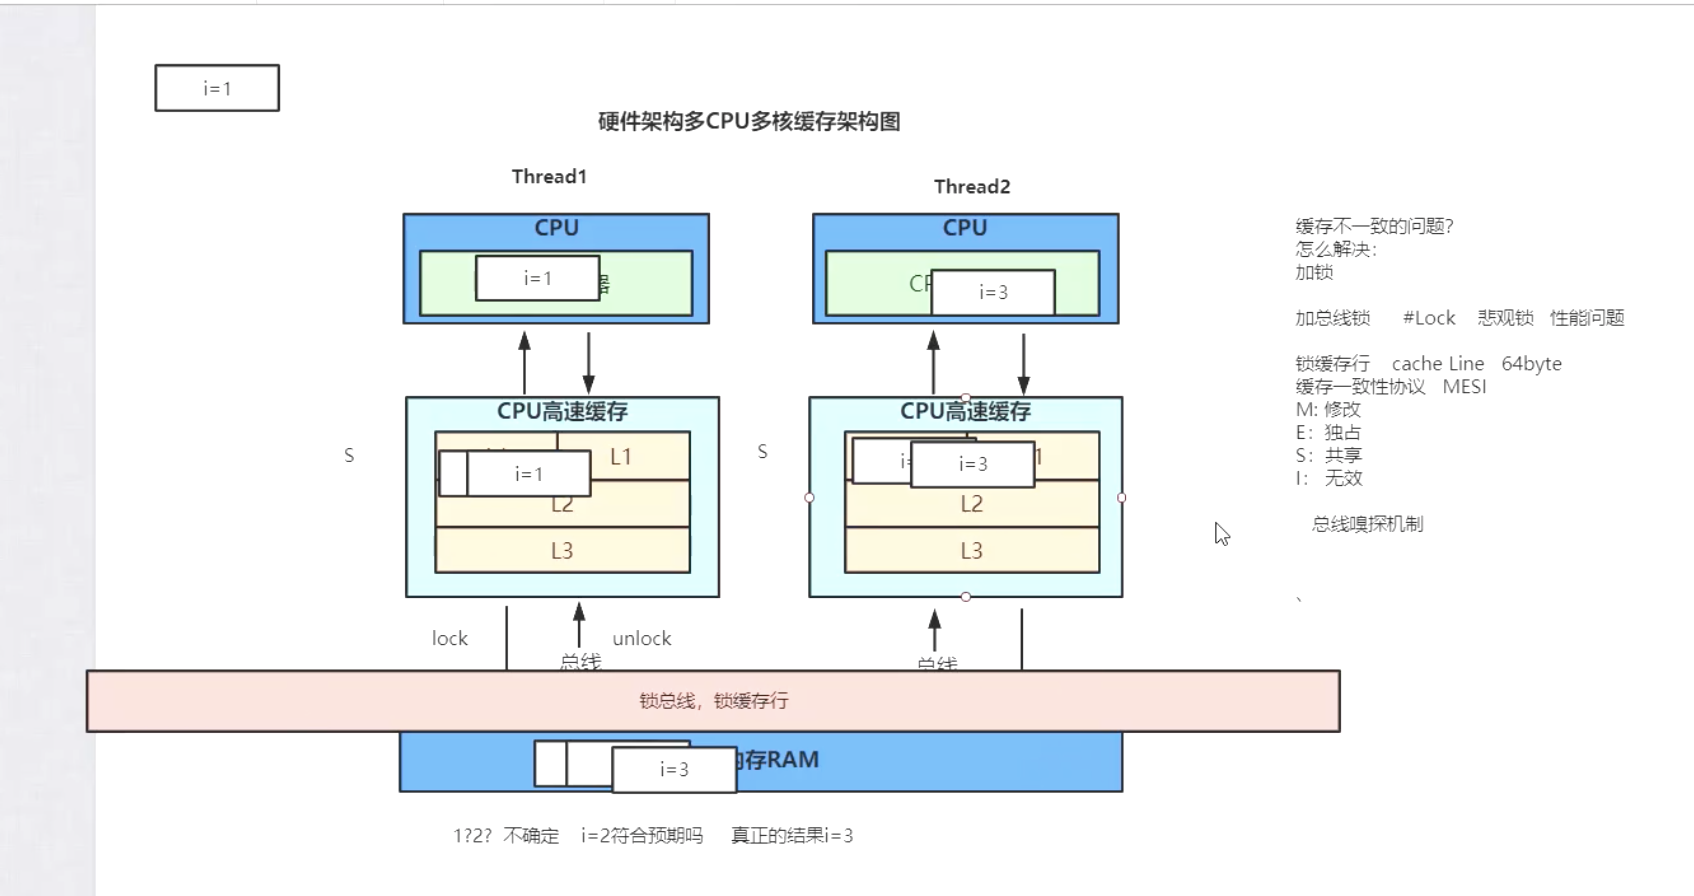 i=1
硬件架构多CPU多核缓存架构图
Thread1
Thread2
CPU
CPU
i=1
器
i=3
缓存不一致的问题?
怎么解决:
加锁
加总线锁 #Lock 悲观锁 性能问题
锁缓存行 cache Line 64byte
缓存一致性协议 MESI
M: 修改
E: 独占
S: 共享
I: 无效
总线嗅探机制
、
CPU高速缓存
CPU高速缓存
S
S
L1
i=1
L2
L3
i=3
L2
L3
lock
unlock
总线
总线
锁总线，锁缓存行
i=3
存RAM
1?2? 不确定 i=2符合预期吗 真正的结果i=3